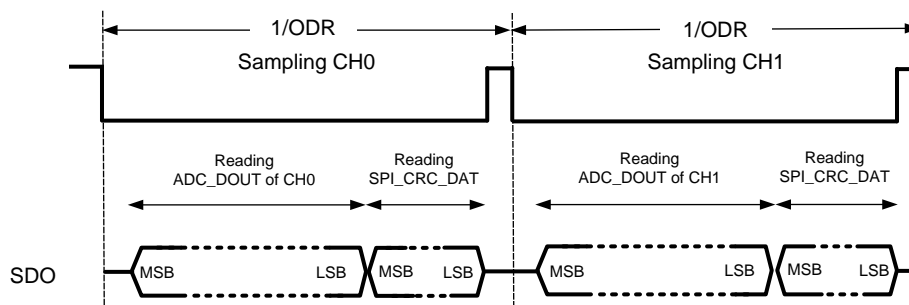 1/ODR
1/ODR
Sampling CH0
Sampling CH1
Reading
ADC_DOUT of CH0
Reading
SPI_CRC_DAT
Reading
ADC_DOUT of CH1
Reading
SPI_CRC_DAT
SDO
MSB
LSB
MSB
LSB
MSB
LSB
MSB
LSB